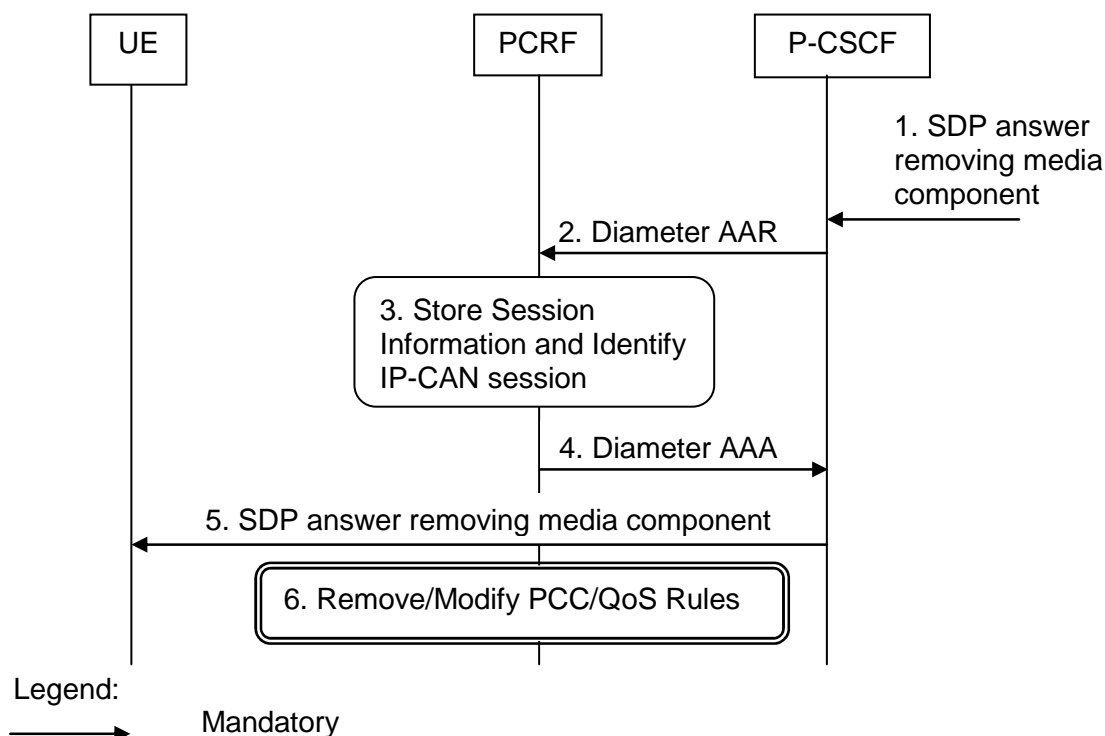 UE
PCRF
P-CSCF
1. SDP answer
removing media
component
2. Diameter AAR
3. Store Session
Information and Identify
IP-CAN session
4. Diameter AAA
5. SDP answer removing media component
6. Remove/Modify PCC/QoS Rules
Legend:
Mandatory